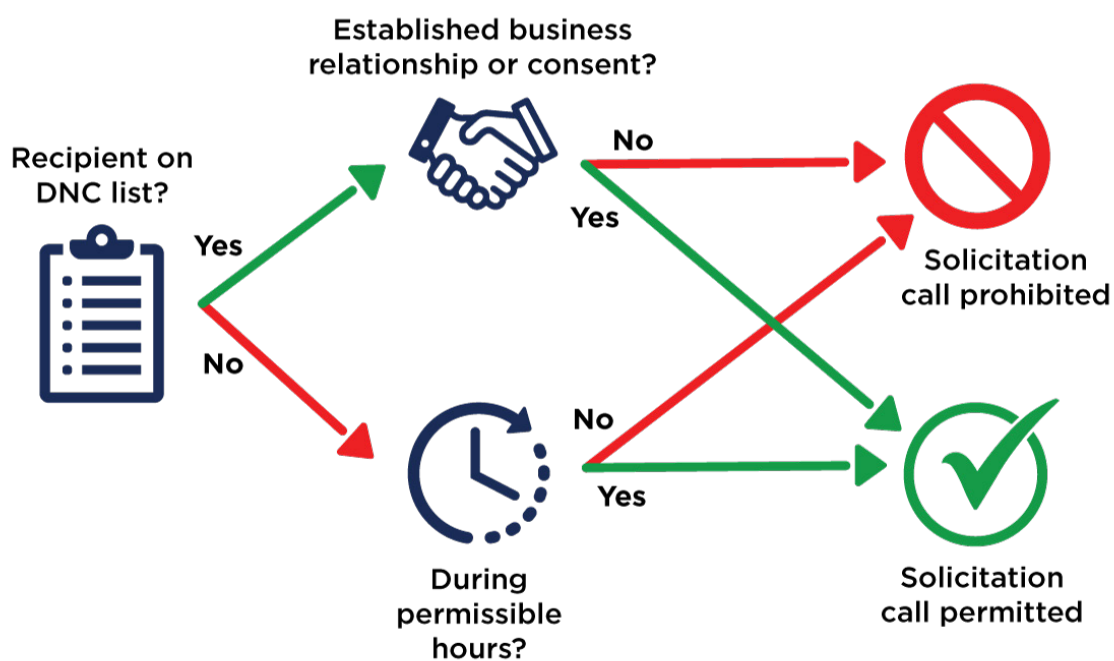 Established business
relationship or consent?
Recipient on
DNC list?
Yes
No
No
Yes
Solicitation
call prohibited
No
Yes
During
permissible
hours?
Solicitation
call permitted